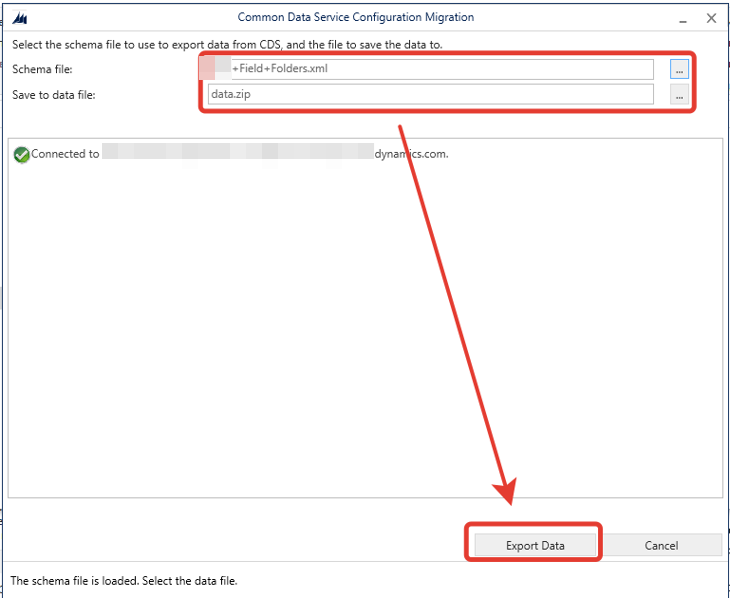 Common Data Service Configuration Migration
Select the schema file to use to export data from CDS, and the file to save the data to.
Schema file: +Field+Folders.xml ...
Save to data file: data.zip ...
Connected to dynamics.com.
Export Data Cancel
The schema file is loaded. Select the data file.